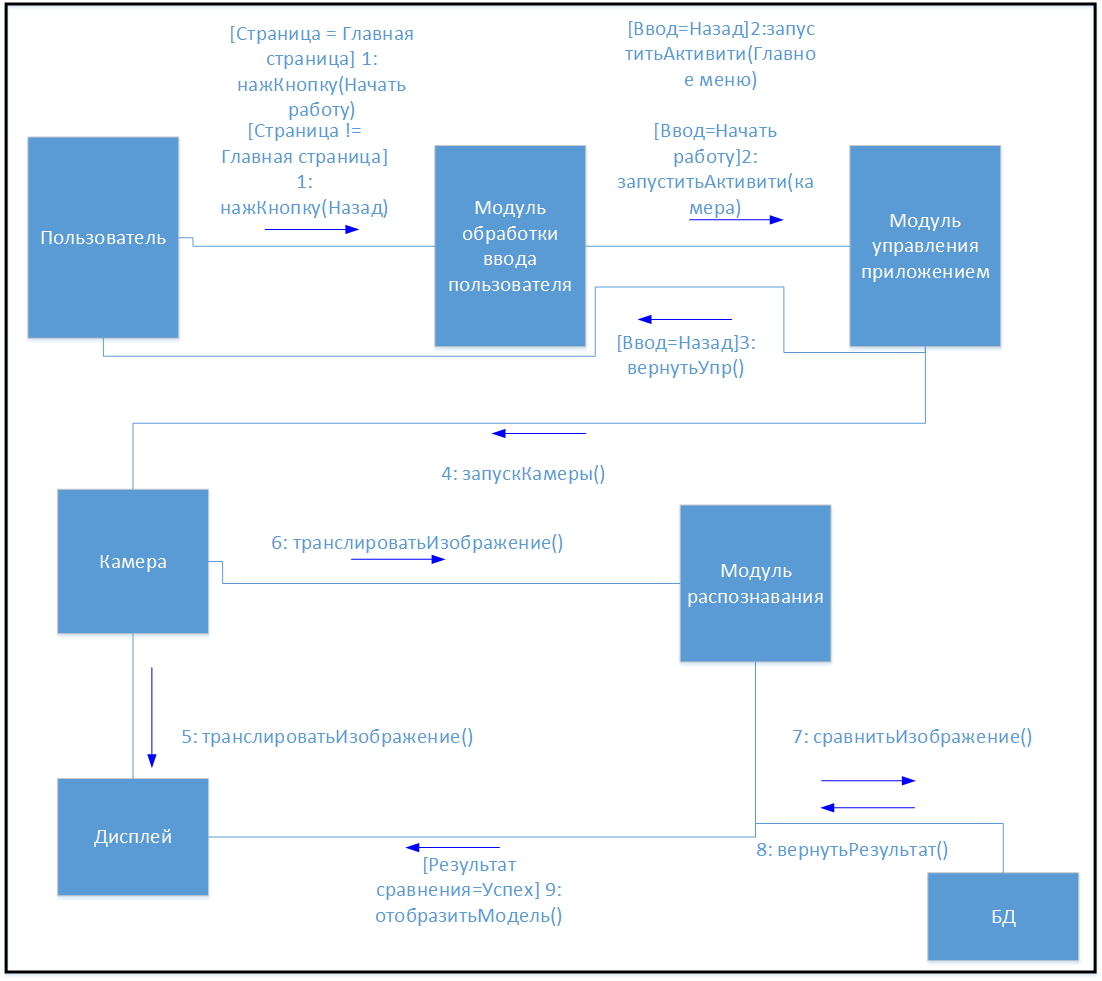 [Страница = Главная
страница] 1:
нажКнопку(Начать
работу)
[Страница !=
Главная страница]
1:
нажКнопку(Назад)
[Ввод=Назад]2:запус
титьАктивити(Главно
е меню)
[Ввод=Начать
работу]2:
запуститьАктивити(ка
мера)
Пользователь
Модуль
обработки
ввода
пользователя
Модуль
управления
приложением
[Ввод=Назад]3:
вернутьУпр()
4: запускКамеры()
Камера
6: транслироватьИзображение()
Модуль
распознавания
5: транслироватьИзображение()
7: сравнитьИзображение()
Дисплей
8: вернутьРезультат()
[Результат
сравнения=Успех] 9:
отобразитьМодель()
БД